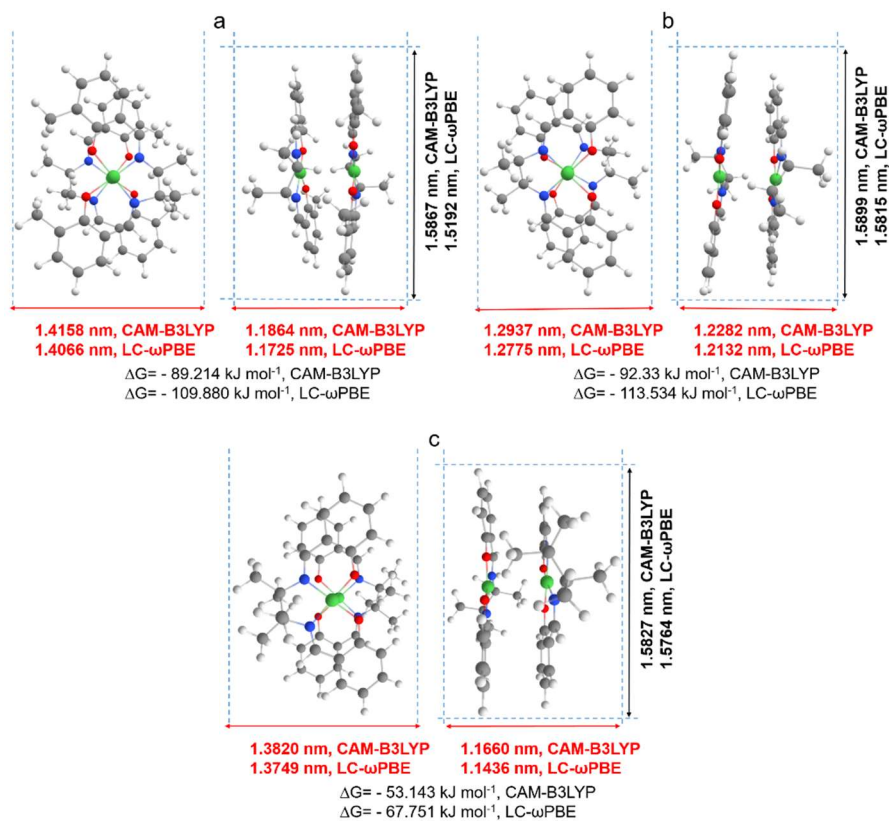 a
1.5867 nm, CAM-B3LYP
1.5192 nm, LC-ωPBE
1.4158 nm, CAM-B3LYP
1.4066 nm, LC-ωPBE
1.1864 nm, CAM-B3LYP
1.1725 nm, LC-ωPBE
ΔG= - 89.214 kJ mol⁻¹, CAM-B3LYP
ΔG= - 109.880 kJ mol⁻¹, LC-ωPBE
b
1.5899 nm, CAM-B3LYP
1.5815 nm, LC-ωPBE
1.2937 nm, CAM-B3LYP
1.2775 nm, LC-ωPBE
1.2282 nm, CAM-B3LYP
1.2132 nm, LC-ωPBE
ΔG= - 92.33 kJ mol⁻¹, CAM-B3LYP
ΔG= - 113.534 kJ mol⁻¹, LC-ωPBE
c
1.5827 nm, CAM-B3LYP
1.5764 nm, LC-ωPBE
1.3820 nm, CAM-B3LYP
1.3749 nm, LC-ωPBE
1.1660 nm, CAM-B3LYP
1.1436 nm, LC-ωPBE
ΔG= - 53.143 kJ mol⁻¹, CAM-B3LYP
ΔG= - 67.751 kJ mol⁻¹, LC-ωPBE